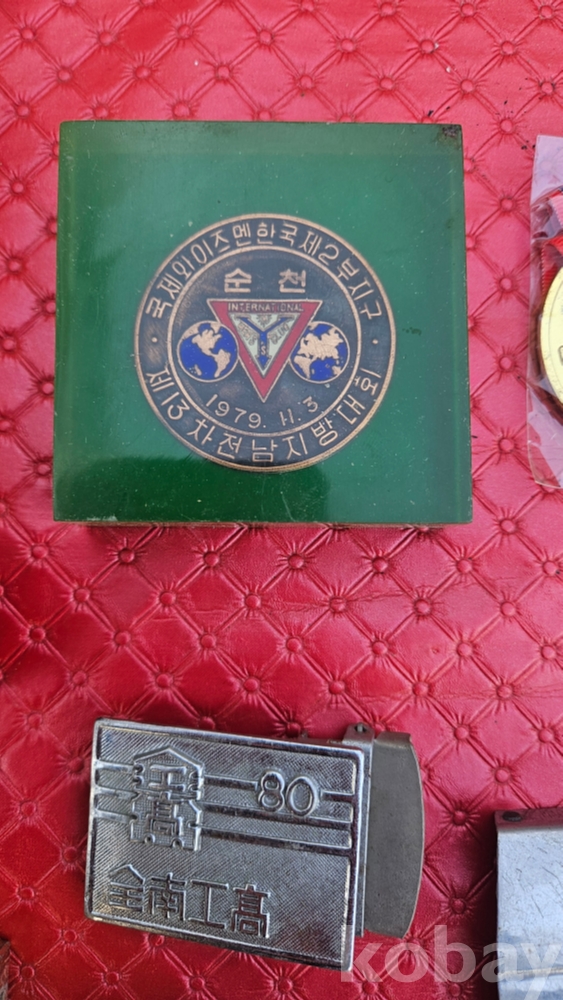 국제와이즈멘한국제2부지구
순천
INTERNATIONAL
Y'S
1979. 11. 3
제13차전남지방대회
80
全南工高
kobay